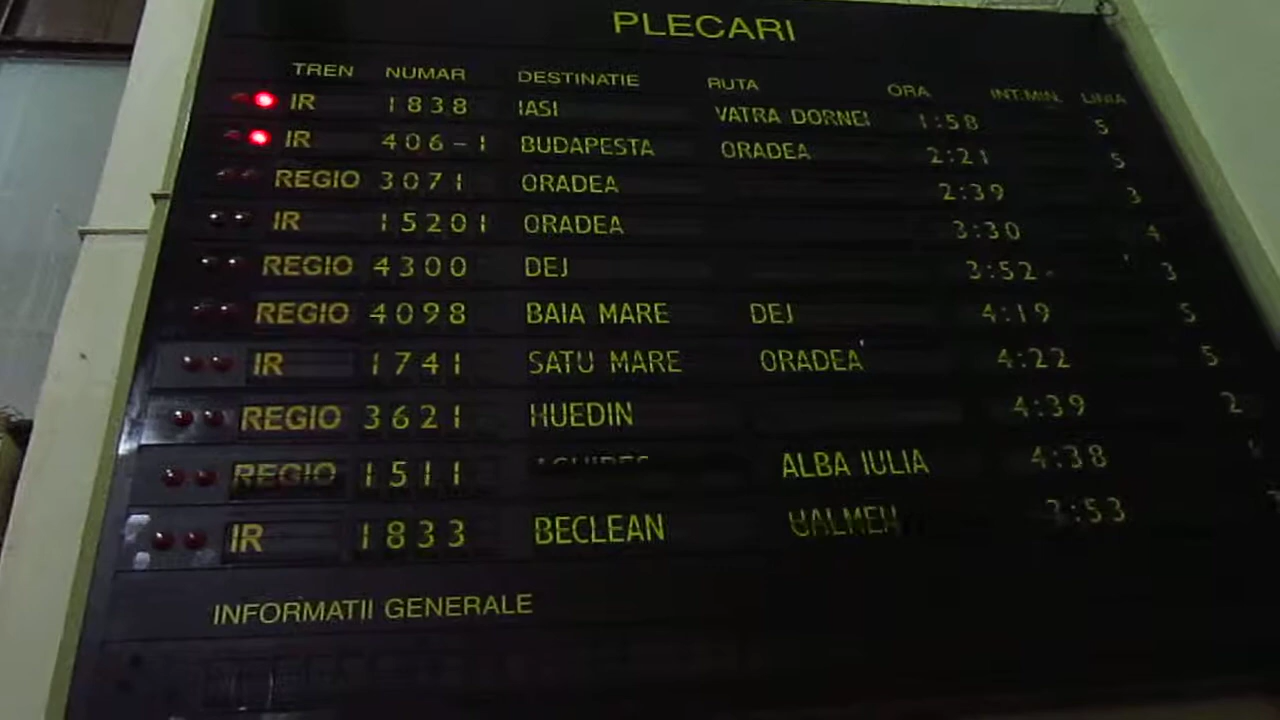 PLECARI
TREN NUMAR DESTINATIE RUTA ORA INT.MIN. LINIA
IR 1838 IASI VATRA DORNEI 1:58 5
IR 406-1 BUDAPESTA ORADEA 2:21 5
REGIO 3071 ORADEA 2:39 3
IR 15201 ORADEA 3:30 4
REGIO 4300 DEJ 3:52 3
REGIO 4098 BAIA MARE DEJ 4:19 5
IR 1741 SATU MARE ORADEA 4:22 5
REGIO 3621 HUEDIN 4:39 2
REGIO 1511 ALBA IULIA 4:38
IR 1833 BECLEAN
INFORMATII GENERALE